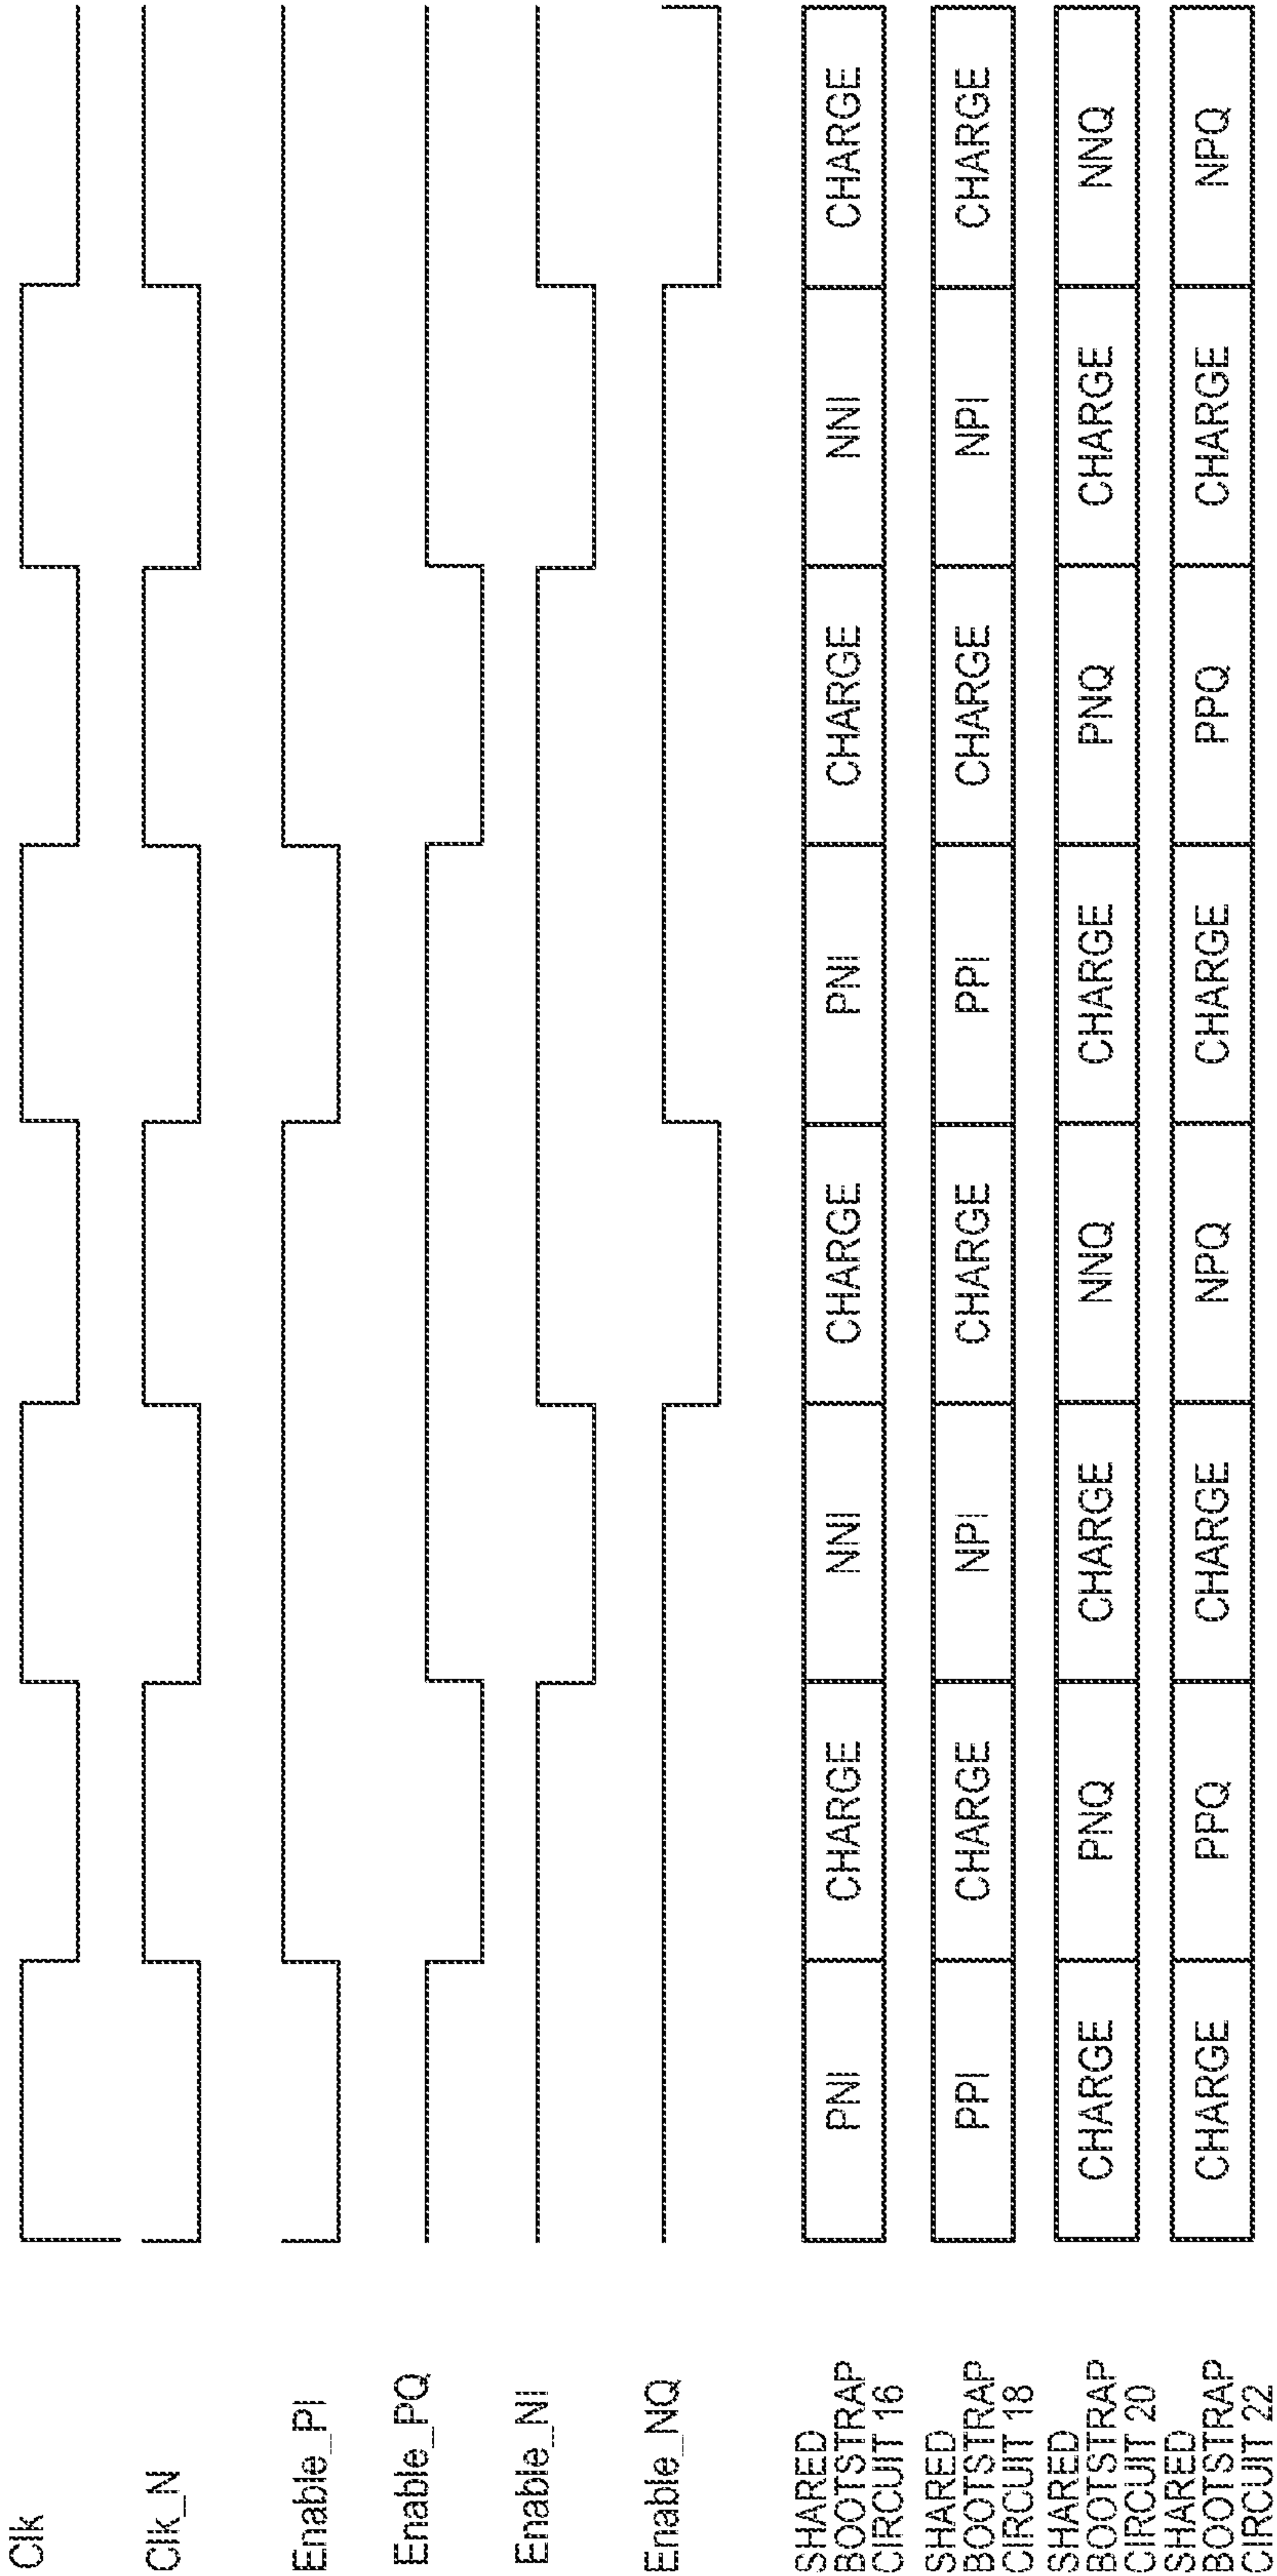 Clk
Clk_N
Enable_PI
Enable_PQ
Enable_NI
Enable_NQ
SHARED
BOOTSTRAP
CIRCUIT 16
PNI
CHARGE
NNI
CHARGE
PNI
CHARGE
NNI
CHARGE
SHARED
BOOTSTRAP
CIRCUIT 18
PPI
CHARGE
NPI
CHARGE
PPI
CHARGE
NPI
CHARGE
SHARED
BOOTSTRAP
CIRCUIT 20
CHARGE
PNQ
CHARGE
NNQ
CHARGE
PNQ
CHARGE
NNQ
SHARED
BOOTSTRAP
CIRCUIT 22
CHARGE
PPQ
CHARGE
NPQ
CHARGE
PPQ
CHARGE
NPQ